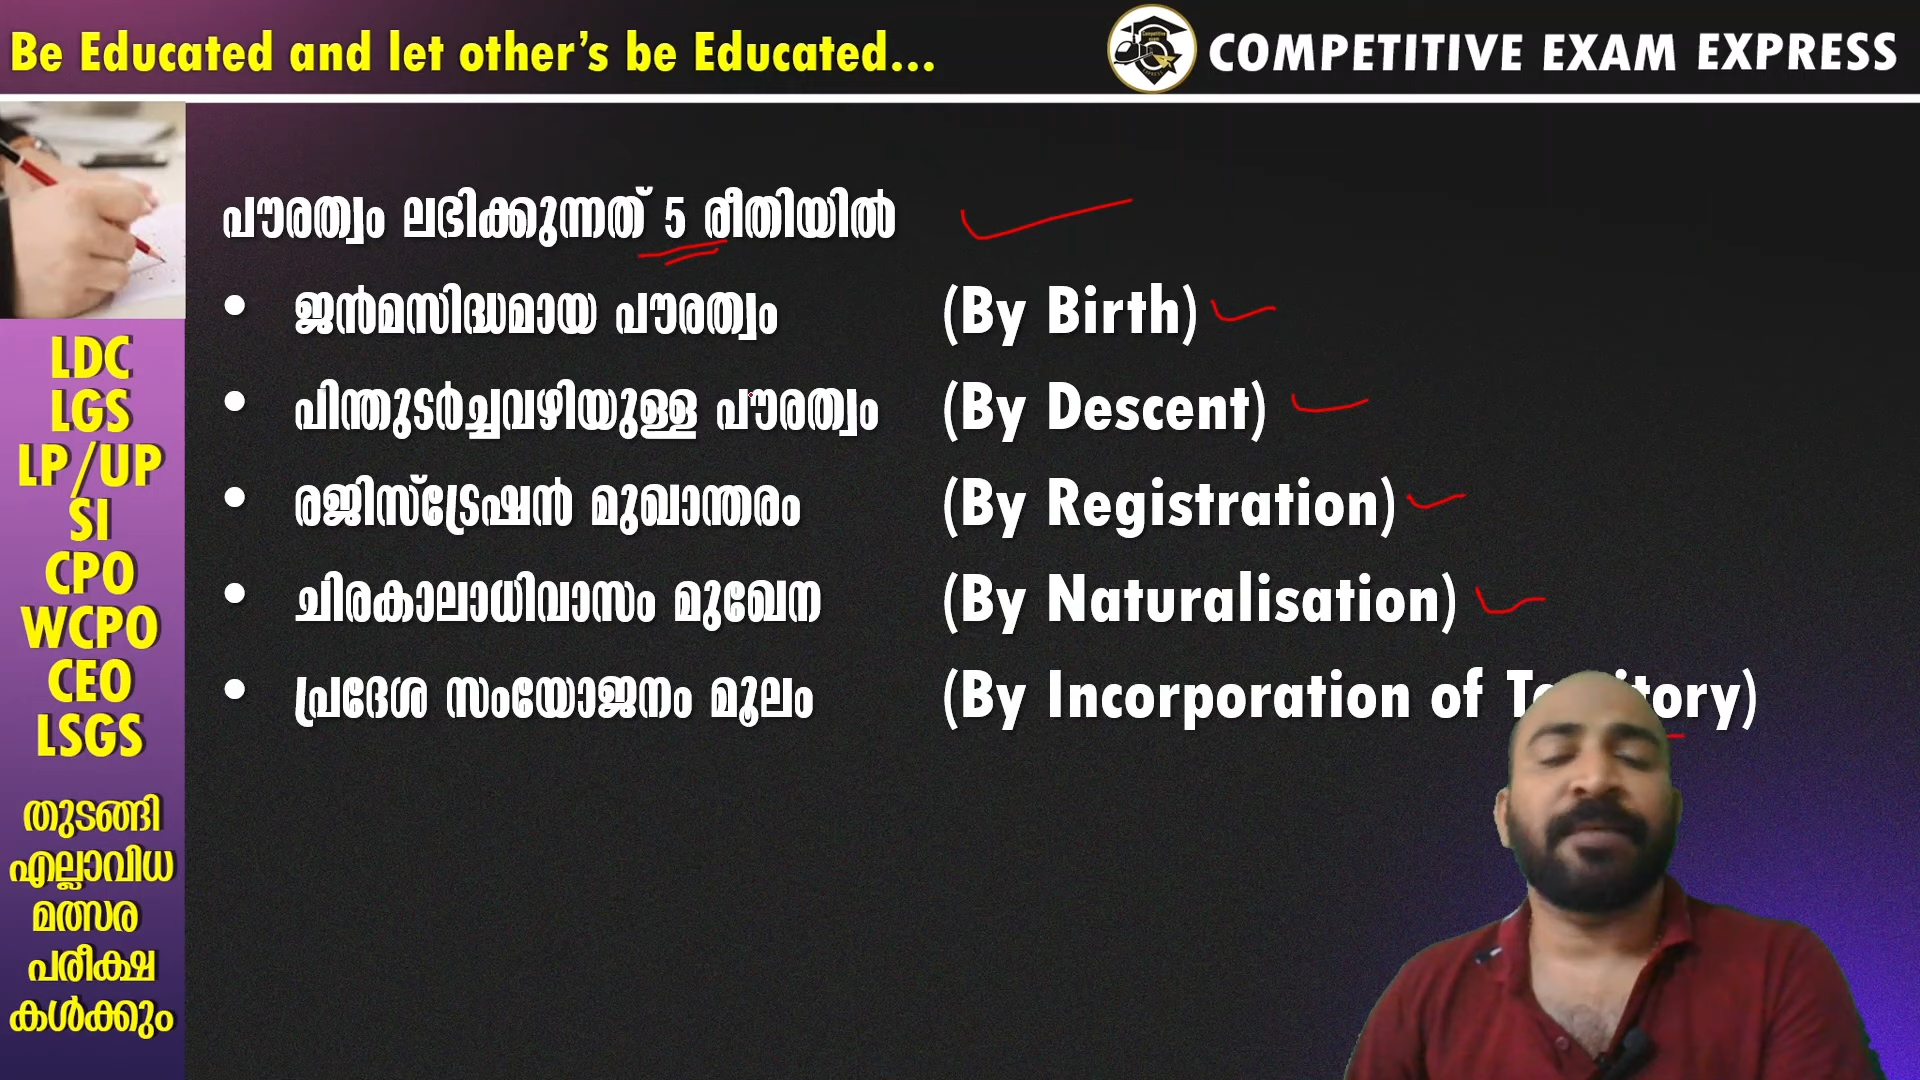 Be Educated and let other's be Educated...
COMPETITIVE EXAM EXPRESS
പൗരത്വം ലഭിക്കുന്നത് 5 രീതിയിൽ
• ജൻമസിദ്ധമായ പൗരത്വം (By Birth)
• പിന്തുടർച്ചവഴിയുള്ള പൗരത്വം (By Descent)
• രജിസ്ട്രേഷൻ മുഖാന്തരം (By Registration)
• ചിരകാലാധിവാസം മുഖേന (By Naturalisation)
• പ്രദേശ സംയോജനം മൂലം (By Incorporation of Territory)
LDC
LGS
LP/UP
SI
CPO
WCPO
CEO
LSGS
തുടങ്ങി
എല്ലാവിധ
മത്സര
പരീക്ഷ
കൾക്കും